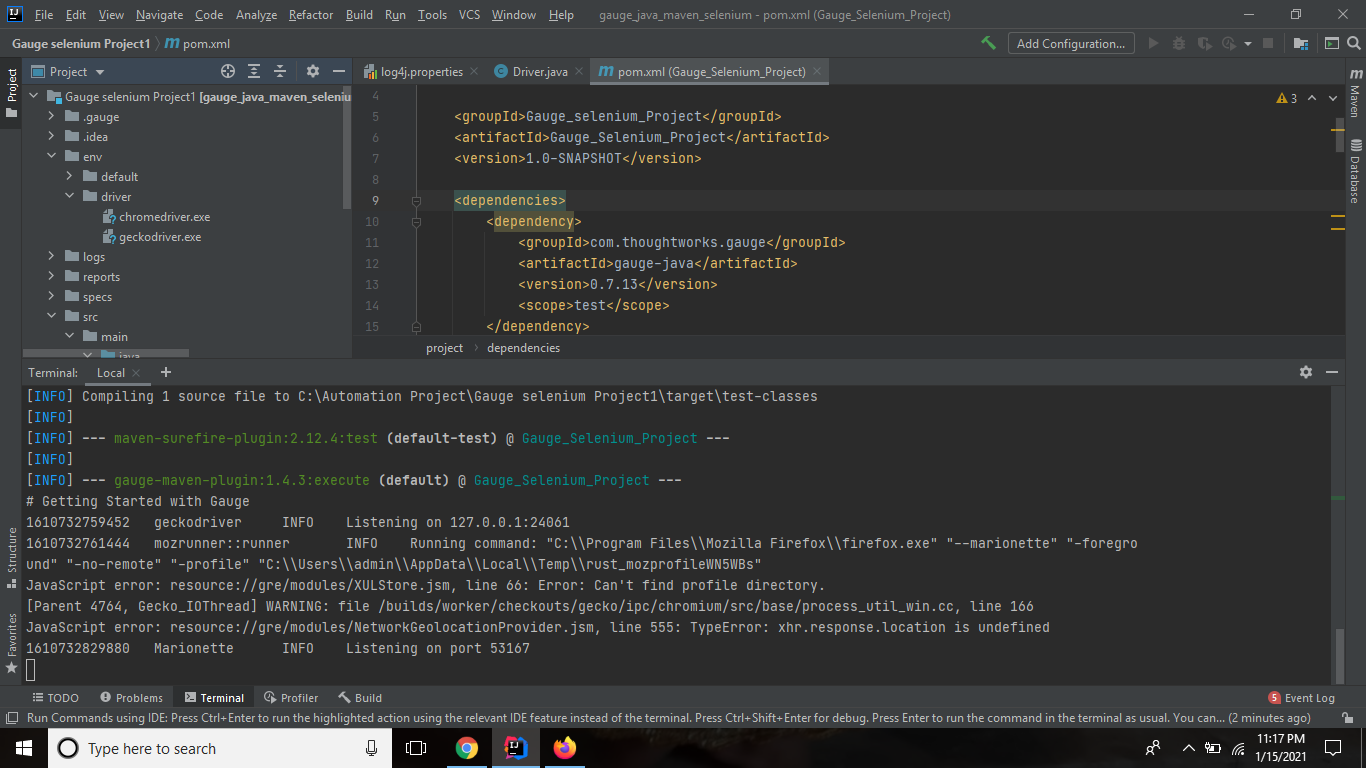 File Edit View Navigate Code Analyze Refactor Build Run Tools VCS Window Help gauge_java_maven_selenium - pom.xml (Gauge_Selenium_Project)
Gauge selenium Project1 pom.xml Add Configuration...
Project log4j.properties Driver.java pom.xml (Gauge_Selenium_Project)
Project
Gauge selenium Project1 [gauge_java_maven_seleniu
.gauge
.idea
env
default
driver
chromedriver.exe
geckodriver.exe
logs
reports
specs
src
main
java
4
5 <groupId>Gauge_selenium_Project</groupId>
6 <artifactId>Gauge_Selenium_Project</artifactId>
7 <version>1.0-SNAPSHOT</version>
8
9 <dependencies>
10 <dependency>
11 <groupId>com.thoughtworks.gauge</groupId>
12 <artifactId>gauge-java</artifactId>
13 <version>0.7.13</version>
14 <scope>test</scope>
15 </dependency>
3
Maven
Database
project dependencies
Terminal: Local
[INFO] Compiling 1 source file to C:\Automation Project\Gauge selenium Project1\target\test-classes
[INFO]
[INFO] --- maven-surefire-plugin:2.12.4:test (default-test) @ Gauge_Selenium_Project ---
[INFO]
[INFO] --- gauge-maven-plugin:1.4.3:execute (default) @ Gauge_Selenium_Project ---
# Getting Started with Gauge
1610732759452 geckodriver INFO Listening on 127.0.0.1:24061
1610732761444 mozrunner::runner INFO Running command: "C:\\Program Files\\Mozilla Firefox\\firefox.exe" "--marionette" "-foregro
und" "-no-remote" "-profile" "C:\\Users\\admin\\AppData\\Local\\Temp\\rust_mozprofileWN5WBs"
JavaScript error: resource://gre/modules/XULStore.jsm, line 66: Error: Can't find profile directory.
[Parent 4764, Gecko_IOThread] WARNING: file /builds/worker/checkouts/gecko/ipc/chromium/src/base/process_util_win.cc, line 166
JavaScript error: resource://gre/modules/NetworkGeolocationProvider.jsm, line 555: TypeError: xhr.response.location is undefined
1610732829880 Marionette INFO Listening on port 53167
Structure
Favorites
TODO Problems Terminal Profiler Build 5 Event Log
Run Commands using IDE: Press Ctrl+Enter to run the highlighted action using the relevant IDE feature instead of the terminal. Press Ctrl+Shift+Enter for debug. Press Enter to run the command in the terminal as usual. You can... (2 minutes ago)
Type here to search
11:17 PM
1/15/2021